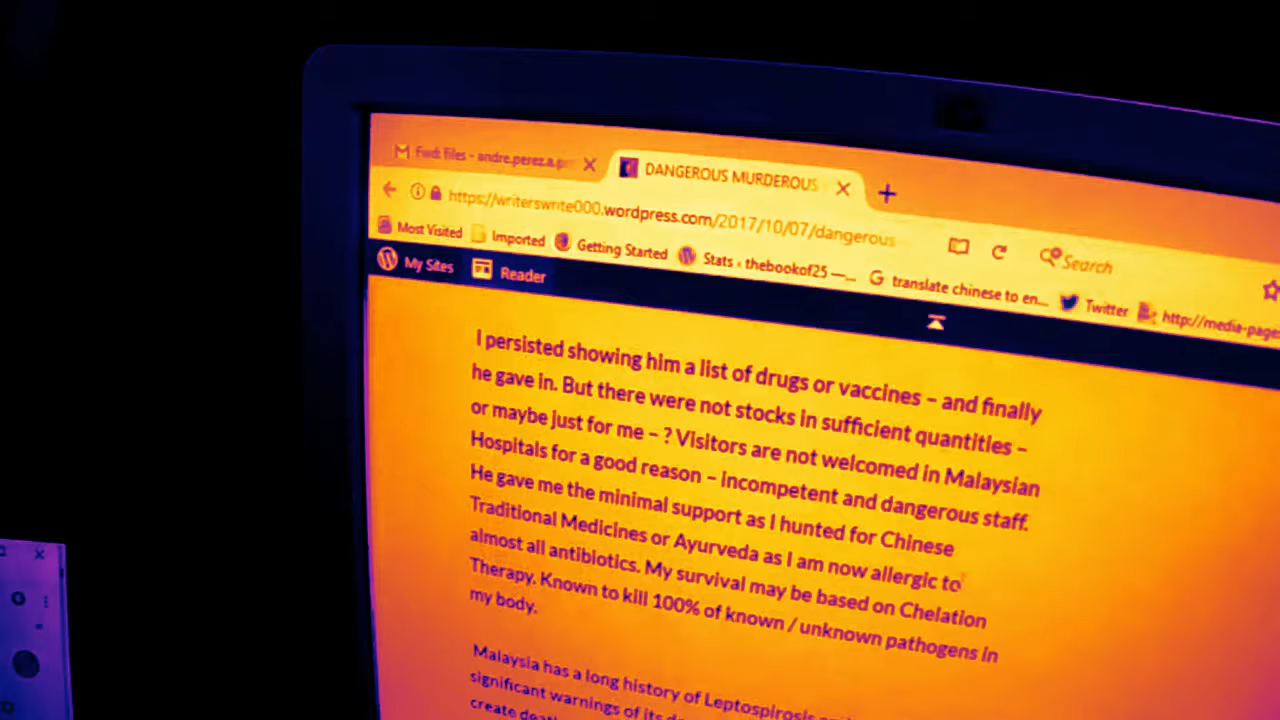 Fwd: files - andre.perez.a.
DANGEROUS MURDEROUS
https://writerswrite000.wordpress.com/2017/10/07/dangerous
Search
Most Visited
Imported
Getting Started
Stats ‹ thebookof25 —...
translate chinese to en...
Twitter
http://media-page
My Sites
Reader
I persisted showing him a list of drugs or vaccines – and finally
he gave in. But there were not stocks in sufficient quantities –
or maybe just for me – ? Visitors are not welcomed in Malaysian
Hospitals for a good reason – incompetent and dangerous staff.
He gave me the minimal support as I hunted for Chinese
Traditional Medicines or Ayurveda as I am now allergic to
almost all antibiotics. My survival may be based on Chelation
Therapy. Known to kill 100% of known / unknown pathogens in
my body.
Malaysia has a long history of Leptospirosis
significant warnings of its
create